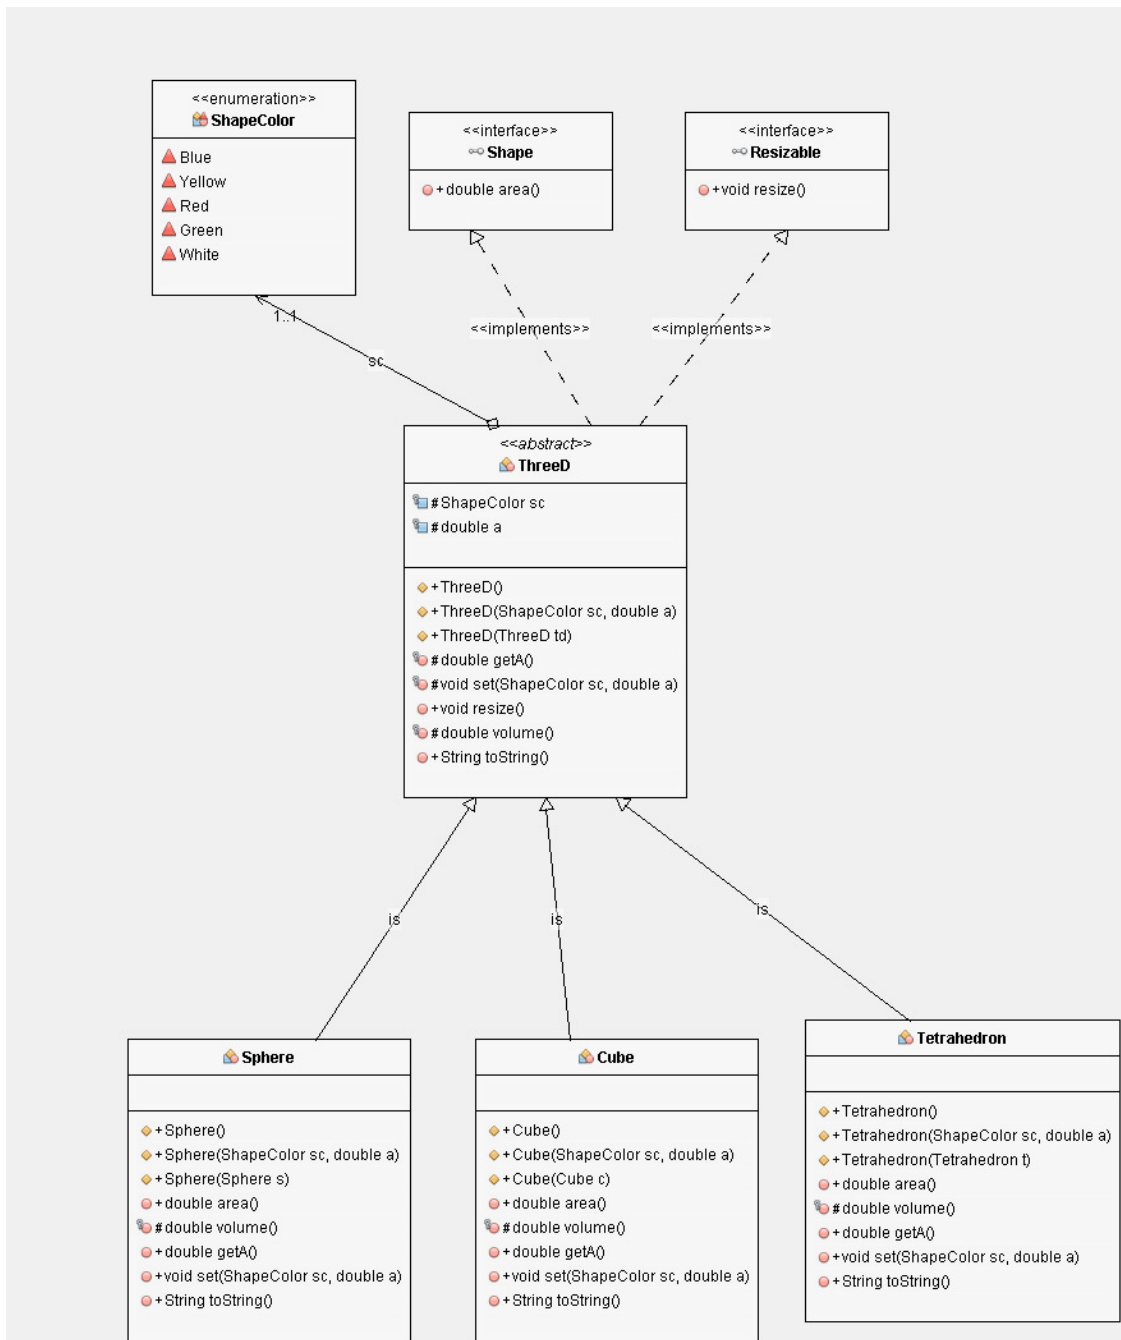 <<enumeration>>
ShapeColor
Blue
Yellow
Red
Green
White
<<interface>>
Shape
+double area()
<<interface>>
Resizable
+void resize()
1..1
sc
<<implements>>
<<implements>>
<<abstract>>
ThreeD
#ShapeColor sc
#double a
+ThreeD()
+ThreeD(ShapeColor sc, double a)
+ThreeD(ThreeD td)
#double getA()
#void set(ShapeColor sc, double a)
+void resize()
#double volume()
+String toString()
is
is
is
Sphere
+Sphere()
+Sphere(ShapeColor sc, double a)
+Sphere(Sphere s)
+double area()
#double volume()
+double getA()
+void set(ShapeColor sc, double a)
+String toString()
Cube
+Cube()
+Cube(ShapeColor sc, double a)
+Cube(Cube c)
+double area()
#double volume()
+double getA()
+void set(ShapeColor sc, double a)
+String toString()
Tetrahedron
+Tetrahedron()
+Tetrahedron(ShapeColor sc, double a)
+Tetrahedron(Tetrahedron t)
+double area()
#double volume()
+double getA()
+void set(ShapeColor sc, double a)
+String toString()